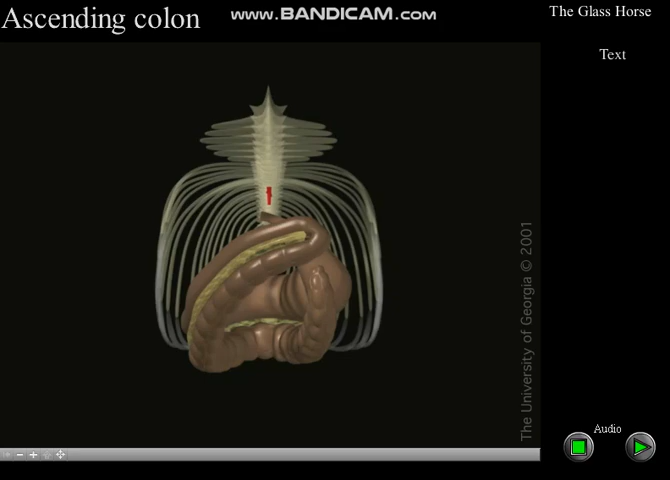 Ascending colon
www.BANDICAM.com
The Glass Horse
Text
The University of Georgia © 2001
Audio